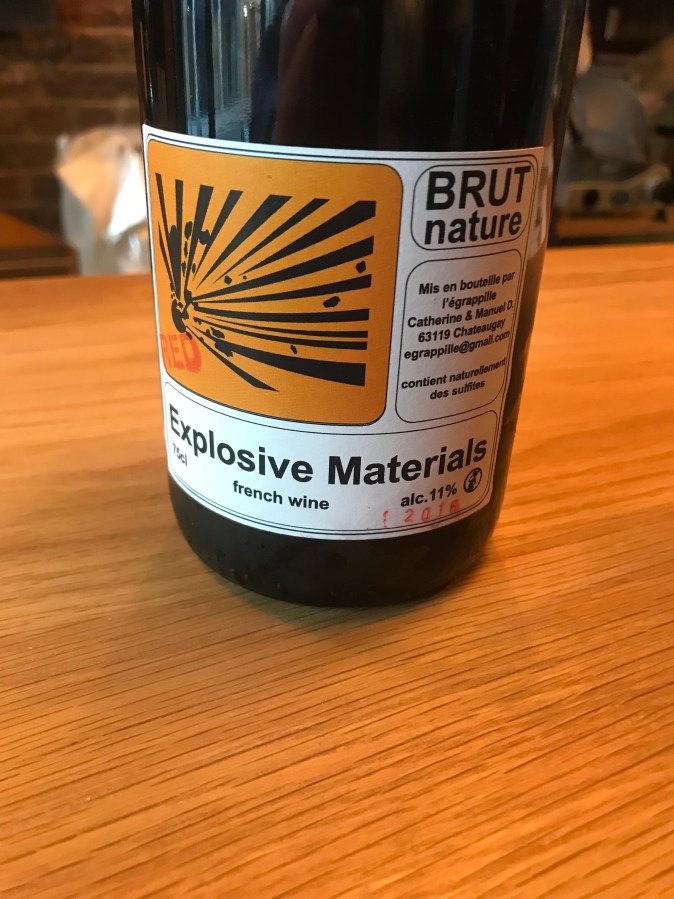 BRUT
nature
Mis en bouteille par
l'égrappille
Catherine & Manuel D.
63119 Chateaugay
egrappille@gmail.com
contient naturellement
des sulfites
RED
Explosive Materials
75cl
french wine
alc.11%